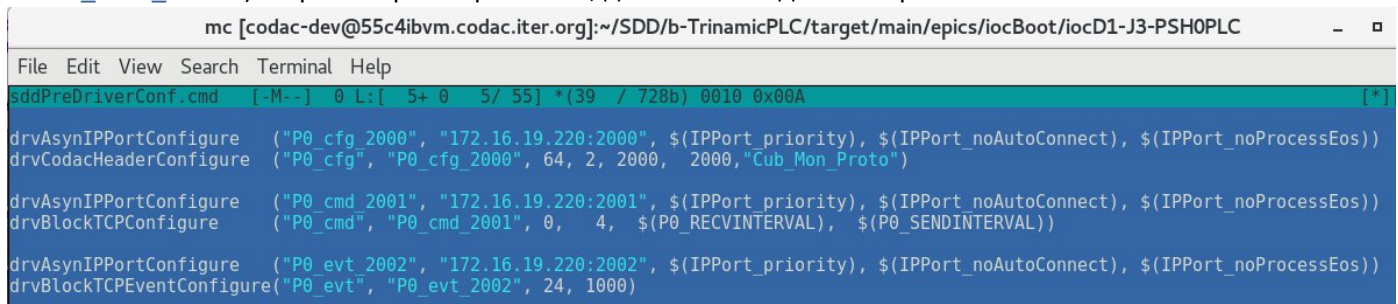 mc [codac-dev@55c4ibvm.codac.iter.org]:~/SDD/b-TrinamicPLC/target/main/epics/iocBoot/iocD1-J3-PSH0PLC
File Edit View Search Terminal Help
sddPreDriverConf.cmd [-M--] 0 L:[ 5+ 0 5/ 55] *(39 / 728b) 0010 0x00A [*]
drvAsynIPPortConfigure ("P0_cfg_2000", "172.16.19.220:2000", $(IPPort_priority), $(IPPort_noAutoConnect), $(IPPort_noProcessEos))
drvCodacHeaderConfigure ("P0_cfg", "P0_cfg_2000", 64, 2, 2000, 2000,"Cub_Mon_Proto")
drvAsynIPPortConfigure ("P0_cmd_2001", "172.16.19.220:2001", $(IPPort_priority), $(IPPort_noAutoConnect), $(IPPort_noProcessEos))
drvBlockTCPConfigure ("P0_cmd", "P0_cmd_2001", 0, 4, $(P0_RECVINTERVAL), $(P0_SENDINTERVAL))
drvAsynIPPortConfigure ("P0_evt_2002", "172.16.19.220:2002", $(IPPort_priority), $(IPPort_noAutoConnect), $(IPPort_noProcessEos))
drvBlockTCPEventConfigure("P0_evt", "P0_evt_2002", 24, 1000)